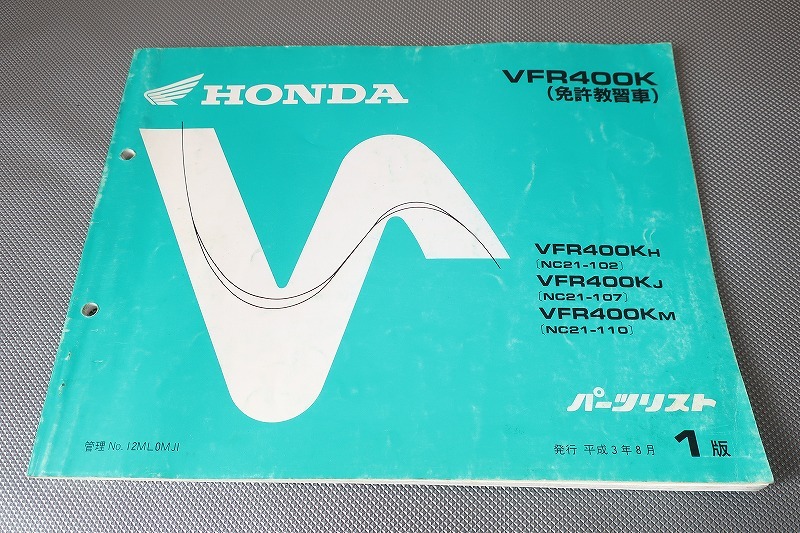 HONDA
VFR400K
(免許教習車)
VFR400KH
〔NC21-102〕
VFR400KJ
〔NC21-107〕
VFR400KM
〔NC21-110〕
パーツリスト
管理 No. 12ML0MJ1
発行 平成3年8月
1版